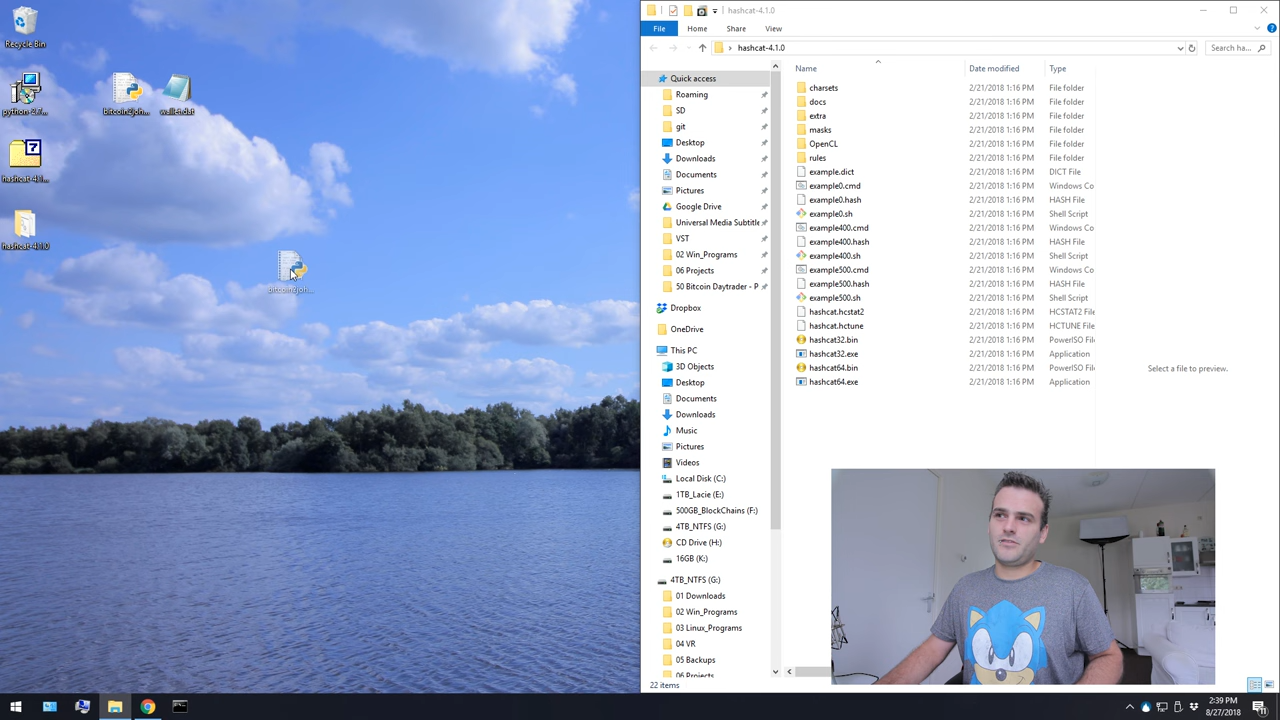 hashcat-4.1.0
File
Home
Share
View
hashcat-4.1.0
Search ha...
Name
Date modified
Type
Quick access
Roaming
SD
git
Desktop
Downloads
Documents
Pictures
Google Drive
Universal Media Subtitle
VST
02 Win_Programs
06 Projects
50 Bitcoin Daytrader - P
Dropbox
OneDrive
This PC
3D Objects
Desktop
Documents
Downloads
Music
Pictures
Videos
Local Disk (C:)
1TB_Lacie (E:)
500GB_BlockChains (F:)
4TB_NTFS (G:)
CD Drive (H:)
16GB (K:)
4TB_NTFS (G:)
01 Downloads
02 Win_Programs
03 Linux_Programs
04 VR
05 Backups
06 Projects
charsets 2/21/2018 1:16 PM File folder
docs 2/21/2018 1:16 PM File folder
extra 2/21/2018 1:16 PM File folder
masks 2/21/2018 1:16 PM File folder
OpenCL 2/21/2018 1:16 PM File folder
rules 2/21/2018 1:16 PM File folder
example.dict 2/21/2018 1:16 PM DICT File
example0.cmd 2/21/2018 1:16 PM Windows Co
example0.hash 2/21/2018 1:16 PM HASH File
example0.sh 2/21/2018 1:16 PM Shell Script
example400.cmd 2/21/2018 1:16 PM Windows Co
example400.hash 2/21/2018 1:16 PM HASH File
example400.sh 2/21/2018 1:16 PM Shell Script
example500.cmd 2/21/2018 1:16 PM Windows Co
example500.hash 2/21/2018 1:16 PM HASH File
example500.sh 2/21/2018 1:16 PM Shell Script
hashcat.hcstat2 2/21/2018 1:16 PM HCSTAT2 Fil
hashcat.hctune 2/21/2018 1:16 PM HCTUNE File
hashcat32.bin 2/21/2018 1:16 PM PowerISO Fil
hashcat32.exe 2/21/2018 1:16 PM Application
hashcat64.bin 2/21/2018 1:16 PM PowerISO Fil
hashcat64.exe 2/21/2018 1:16 PM Application
Select a file to preview.
22 items
wallet.dat
hashcat-4.1.0
2:39 PM
8/27/2018